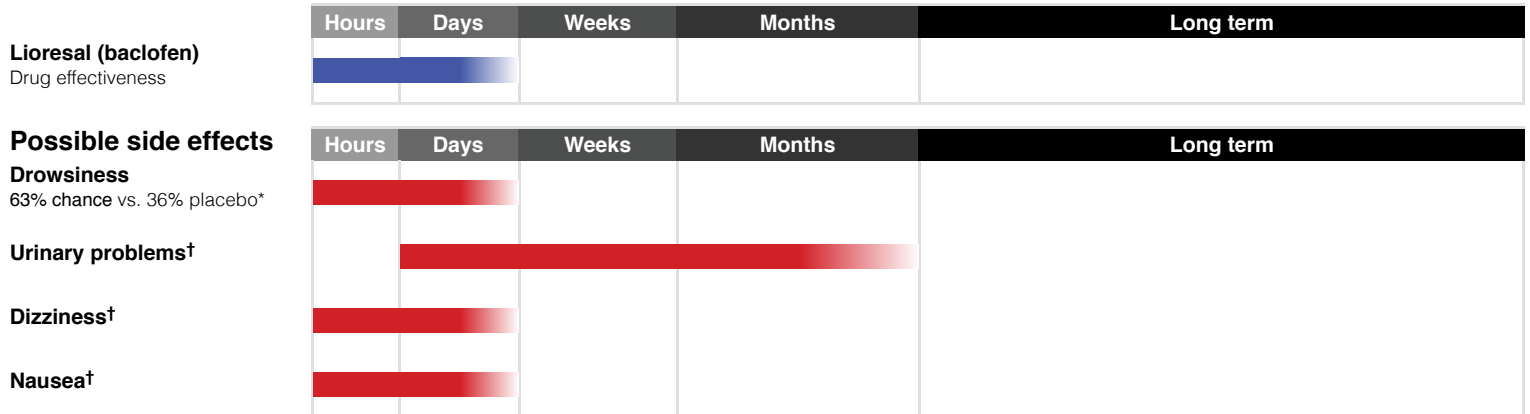 Hours Days Weeks Months Long term
Lioresal (baclofen)
Drug effectiveness
Possible side effects Hours Days Weeks Months Long term
Drowsiness
63% chance vs. 36% placebo*
Urinary problems†
Dizziness†
Nausea†